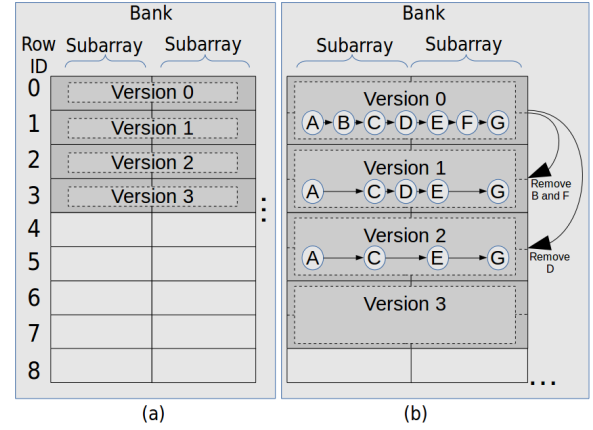 Bank
Row
ID
Subarray
Subarray
0
Version 0
1
Version 1
2
Version 2
3
Version 3
4
5
6
7
8
(a)
Bank
Subarray
Subarray
Version 0
A B C D E F G
Version 1
A C D E G
Remove
B and F
Version 2
A C E G
Remove
D
Version 3
(b)